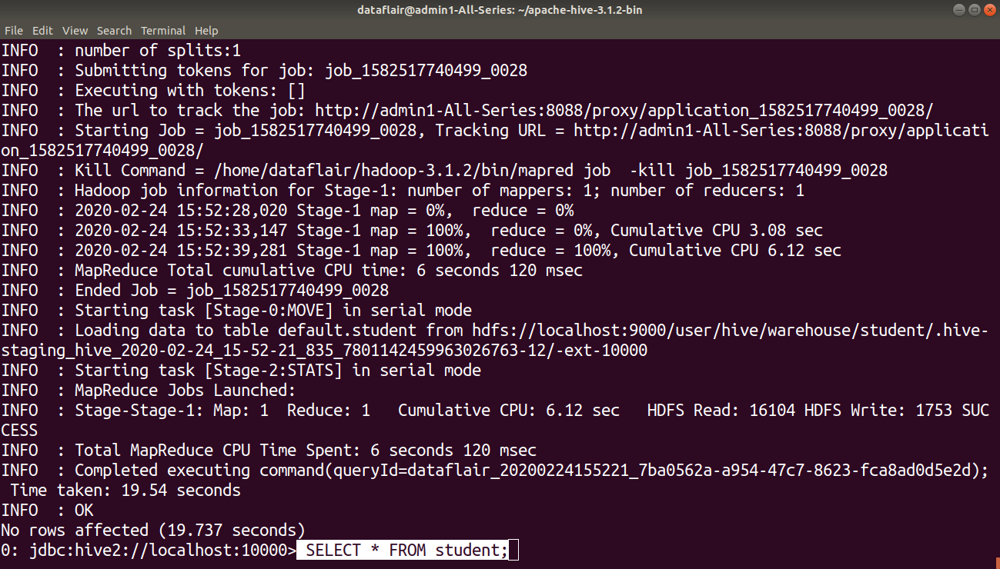 dataflair@admin1-All-Series: ~/apache-hive-3.1.2-bin
File Edit View Search Terminal Help
INFO  : number of splits:1
INFO  : Submitting tokens for job: job_1582517740499_0028
INFO  : Executing with tokens: []
INFO  : The url to track the job: http://admin1-All-Series:8088/proxy/application_1582517740499_0028/
INFO  : Starting Job = job_1582517740499_0028, Tracking URL = http://admin1-All-Series:8088/proxy/applicati
on_1582517740499_0028/
INFO  : Kill Command = /home/dataflair/hadoop-3.1.2/bin/mapred job  -kill job_1582517740499_0028
INFO  : Hadoop job information for Stage-1: number of mappers: 1; number of reducers: 1
INFO  : 2020-02-24 15:52:28,020 Stage-1 map = 0%,  reduce = 0%
INFO  : 2020-02-24 15:52:33,147 Stage-1 map = 100%,  reduce = 0%, Cumulative CPU 3.08 sec
INFO  : 2020-02-24 15:52:39,281 Stage-1 map = 100%,  reduce = 100%, Cumulative CPU 6.12 sec
INFO  : MapReduce Total cumulative CPU time: 6 seconds 120 msec
INFO  : Ended Job = job_1582517740499_0028
INFO  : Starting task [Stage-0:MOVE] in serial mode
INFO  : Loading data to table default.student from hdfs://localhost:9000/user/hive/warehouse/student/.hive-
staging_hive_2020-02-24_15-52-21_835_7801142459963026763-12/-ext-10000
INFO  : Starting task [Stage-2:STATS] in serial mode
INFO  : MapReduce Jobs Launched:
INFO  : Stage-Stage-1: Map: 1  Reduce: 1   Cumulative CPU: 6.12 sec   HDFS Read: 16104 HDFS Write: 1753 SUC
CESS
INFO  : Total MapReduce CPU Time Spent: 6 seconds 120 msec
INFO  : Completed executing command(queryId=dataflair_20200224155221_7ba0562a-a954-47c7-8623-fca8ad0d5e2d);
 Time taken: 19.54 seconds
INFO  : OK
No rows affected (19.737 seconds)
0: jdbc:hive2://localhost:10000> SELECT * FROM student;